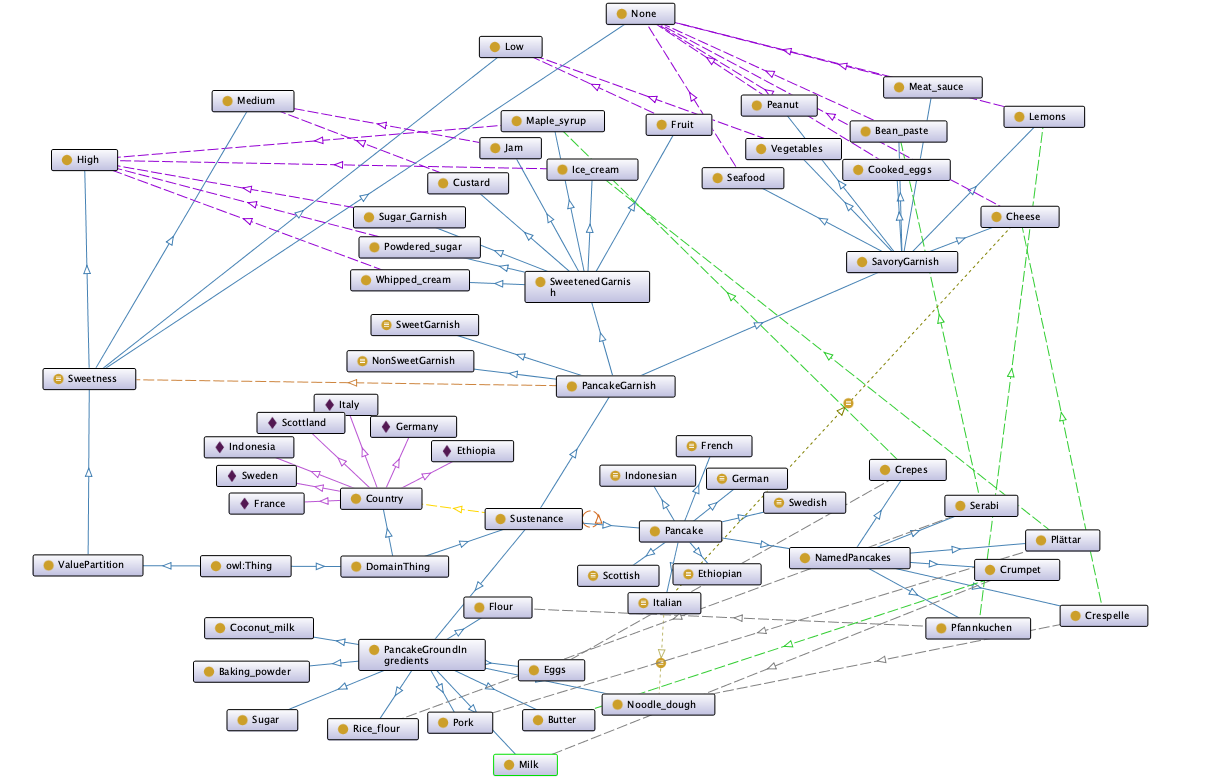 None
Low
Meat_sauce
Medium
Peanut
Lemons
Maple_syrup
Fruit
Bean_paste
Jam
Vegetables
High
Ice_cream
Cooked_eggs
Custard
Seafood
Sugar_Garnish
Cheese
Powdered_sugar
SavoryGarnish
Whipped_cream
SweetenedGarnis
h
SweetGarnish
NonSweetGarnish
Sweetness
PancakeGarnish
Italy
Scottland
Germany
Indonesia
Ethiopia
French
Sweden
Indonesian
German
Crepes
France
Country
Swedish
Serabi
Sustenance
Pancake
Plättar
NamedPancakes
ValuePartition
owl:Thing
DomainThing
Scottish
Ethiopian
Crumpet
Flour
Italian
Crespelle
Coconut_milk
Pfannkuchen
PancakeGroundIn
gredients
Baking_powder
Eggs
Noodle_dough
Sugar
Rice_flour
Pork
Butter
Milk